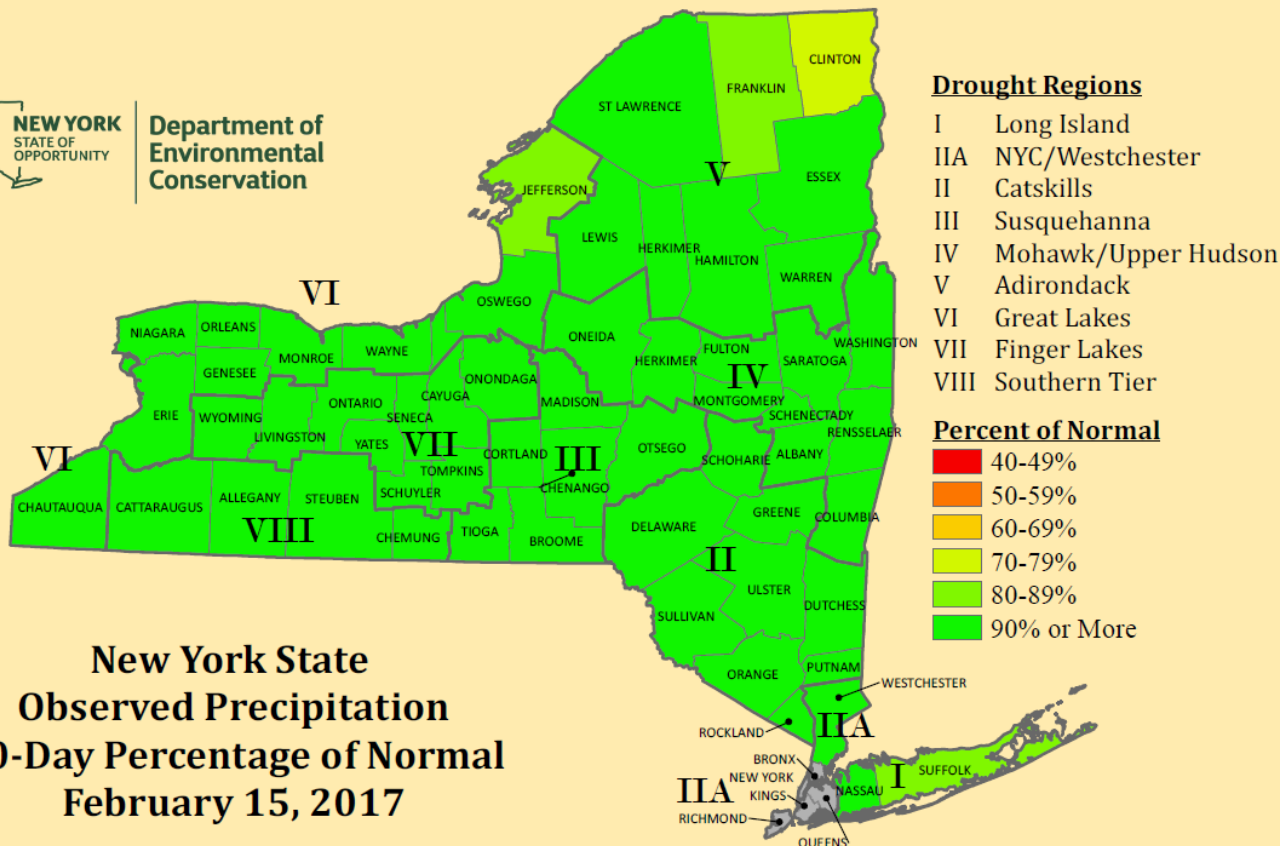 NEW YORK
STATE OF
OPPORTUNITY
Department of
Environmental
Conservation
CLINTON
FRANKLIN
ST LAWRENCE
V
ESSEX
JEFFERSON
LEWIS
HERKIMER
HAMILTON
WARREN
VI
OSWEGO
NIAGARA
ORLEANS
MONROE
WAYNE
ONEIDA
HERKIMER
FULTON
SARATOGA
WASHINGTON
GENESEE
ONONDAGA
IV
CAYUGA
MADISON
MONTGOMERY
ERIE
WYOMING
ONTARIO
SENECA
SCHENECTADY
LIVINGSTON
YATES
VII
RENSSELAER
VI
CORTLAND
III
OTSEGO
SCHOHARIE
ALBANY
TOMPKINS
CHENANGO
CHAUTAUQUA
CATTARAUGUS
ALLEGANY
STEUBEN
SCHUYLER
GREENE
COLUMBIA
VIII
CHEMUNG
TIOGA
BROOME
DELAWARE
II
ULSTER
DUTCHESS
SULLIVAN
ORANGE
PUTNAM
WESTCHESTER
ROCKLAND
IIA
BRONX
NEW YORK
IIA
KINGS
RICHMOND
QUEENS
NASSAU
I
SUFFOLK
Drought Regions
I Long Island
IIA NYC/Westchester
II Catskills
III Susquehanna
IV Mohawk/Upper Hudson
V Adirondack
VI Great Lakes
VII Finger Lakes
VIII Southern Tier
Percent of Normal
40-49%
50-59%
60-69%
70-79%
80-89%
90% or More
New York State
Observed Precipitation
0-Day Percentage of Normal
February 15, 2017